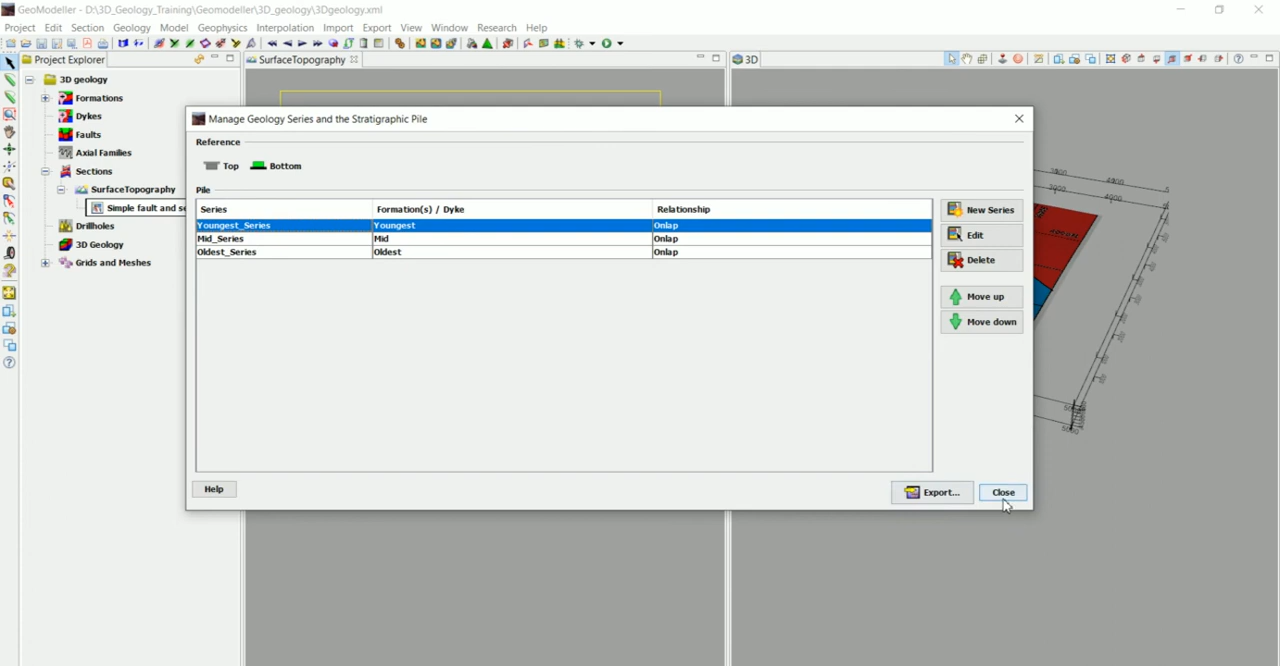 GeoModeller - D:\3D_Geology_Training\Geomodeller\3D_geology\3Dgeology.xml
Project Edit Section Geology Model Geophysics Interpolation Import Export View Window Research Help
Project Explorer
SurfaceTopography
3D
3D geology
Formations
Dykes
Faults
Axial Families
Sections
SurfaceTopography
Simple fault and s
Drillholes
3D Geology
Grids and Meshes
Manage Geology Series and the Stratigraphic Pile
Reference
Top Bottom
Pile
Series Formation(s) / Dyke Relationship
Youngest_Series Youngest Onlap
Mid_Series Mid Onlap
Oldest_Series Oldest Onlap
New Series
Edit
Delete
Move up
Move down
Help
Export...
Close
4000